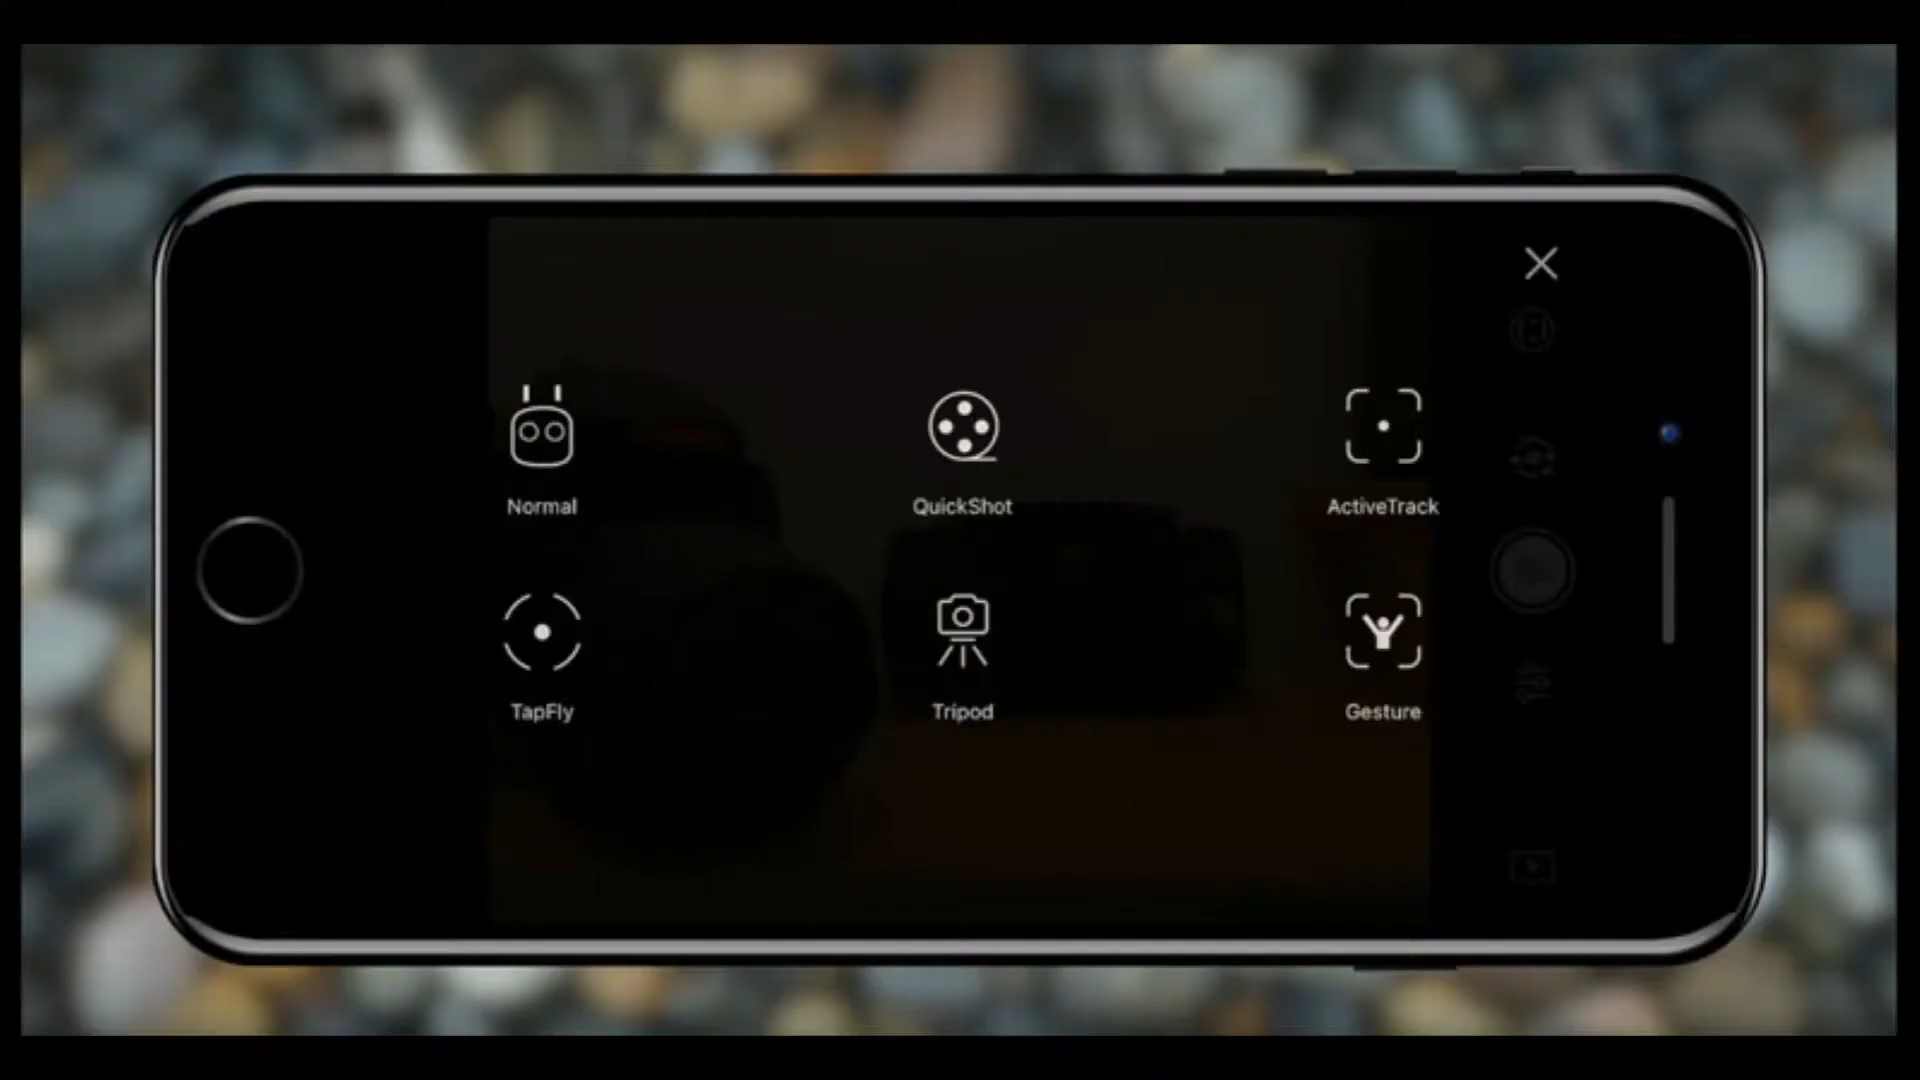 Normal
QuickShot
ActiveTrack
TapFly
Tripod
Gesture